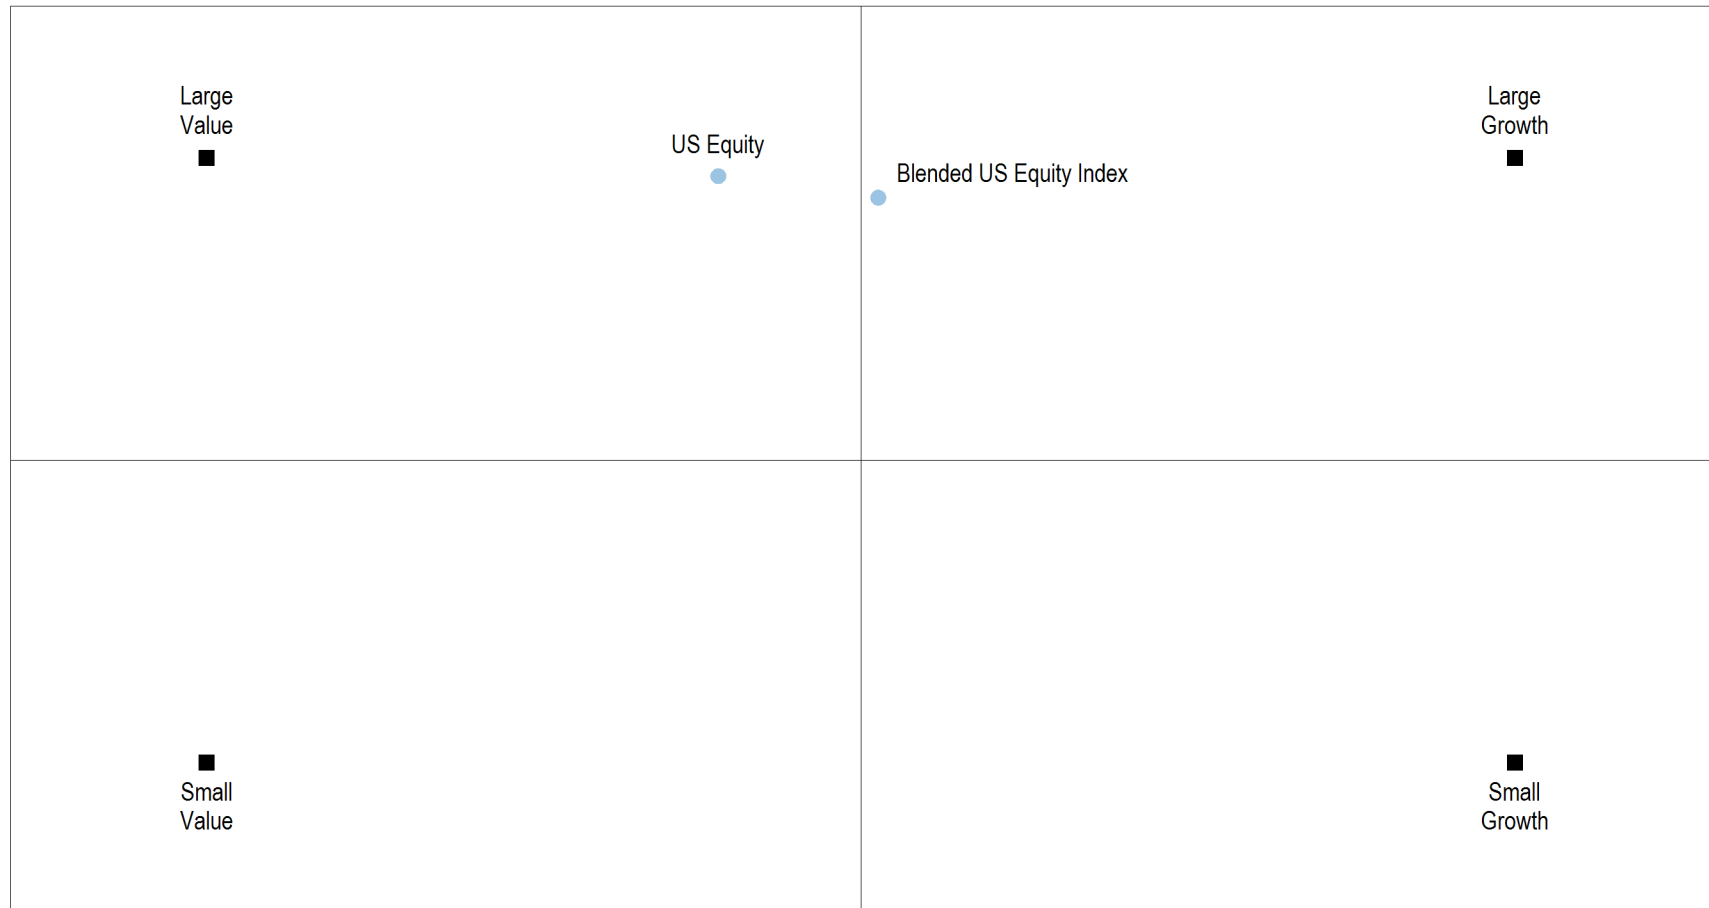 Large
Value
US Equity
Blended US Equity Index
Large
Growth
Small
Value
Small
Growth